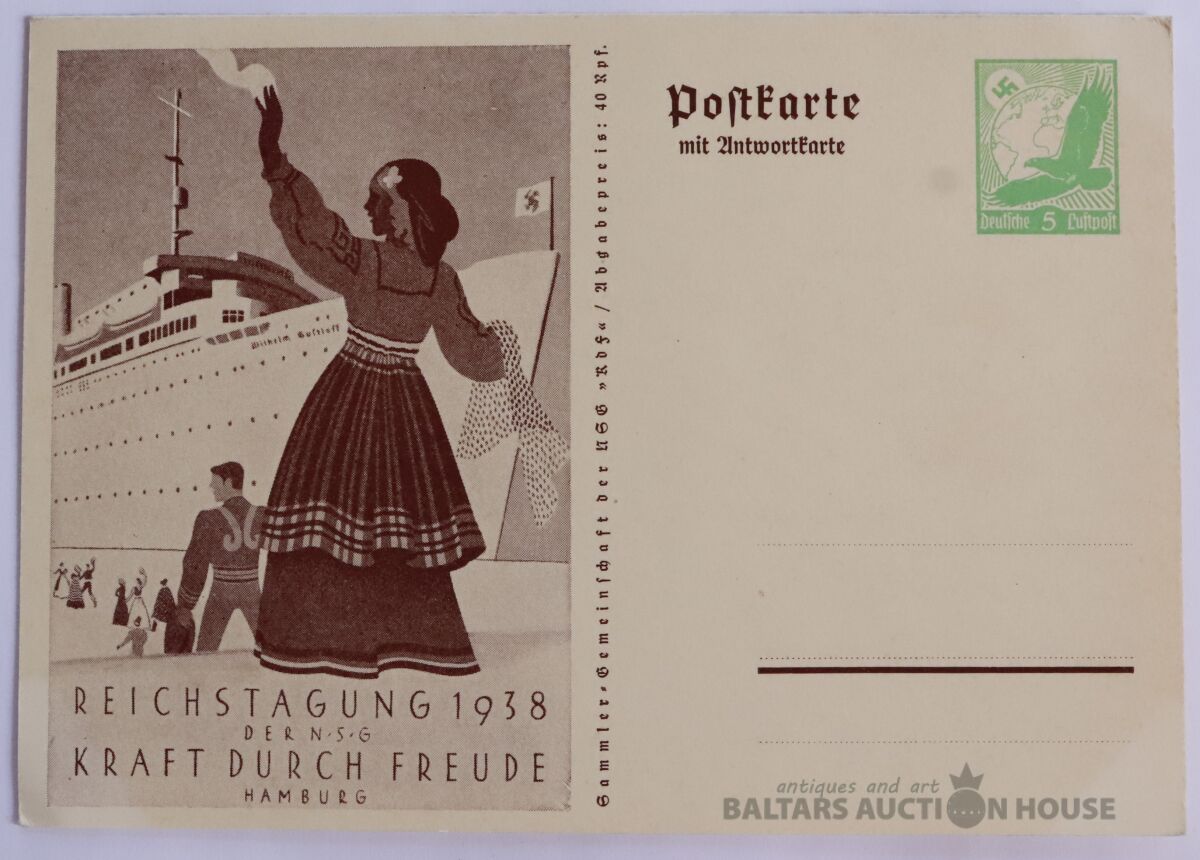 Wilhelm Gustloff
REICHSTAGUNG 1938
DER N·S·G
KRAFT DURCH FREUDE
HAMBURG
Sammler-Gemeinschaft der NSG »KdF« / Abgabepreis: 40 Rpf.
Postkarte
mit Antwortkarte
Deutsche 5 Luftpost
antiques and art
BALTARS AUCTION HOUSE